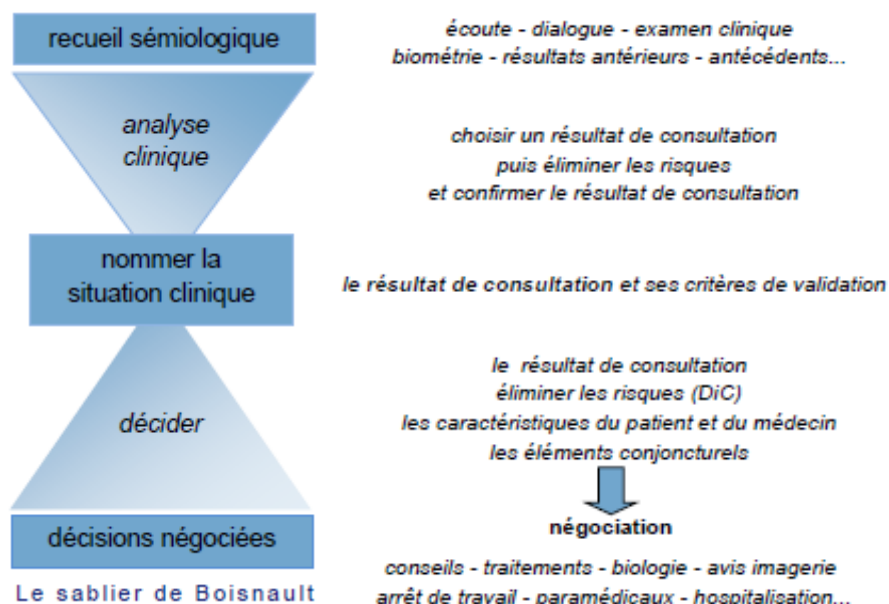 recueil sémiologique
écoute - dialogue - examen clinique
biométrie - résultats antérieurs - antécédents...
analyse
clinique
choisir un résultat de consultation
puis éliminer les risques
et confirmer le résultat de consultation
nommer la
situation clinique
le résultat de consultation et ses critères de validation
décider
le résultat de consultation
éliminer les risques (DiC)
les caractéristiques du patient et du médecin
les éléments conjoncturels
négociation
décisions négociées
conseils - traitements - biologie - avis imagerie
arrêt de travail - paramédicaux - hospitalisation...
Le sablier de Boisnault